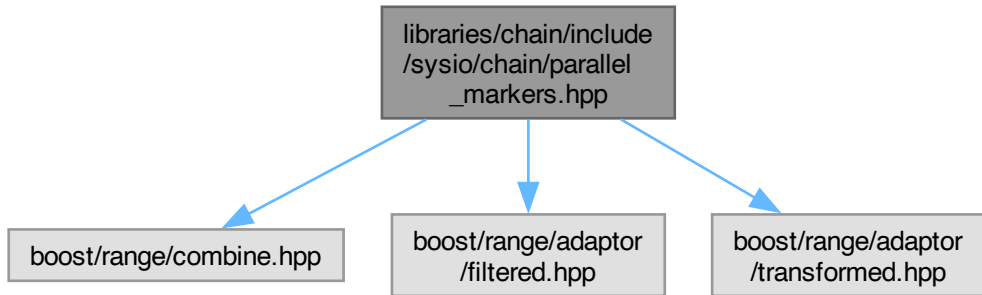 libraries/chain/include
/sysio/chain/parallel
_markers.hpp
boost/range/combine.hpp
boost/range/adaptor
/filtered.hpp
boost/range/adaptor
/transformed.hpp